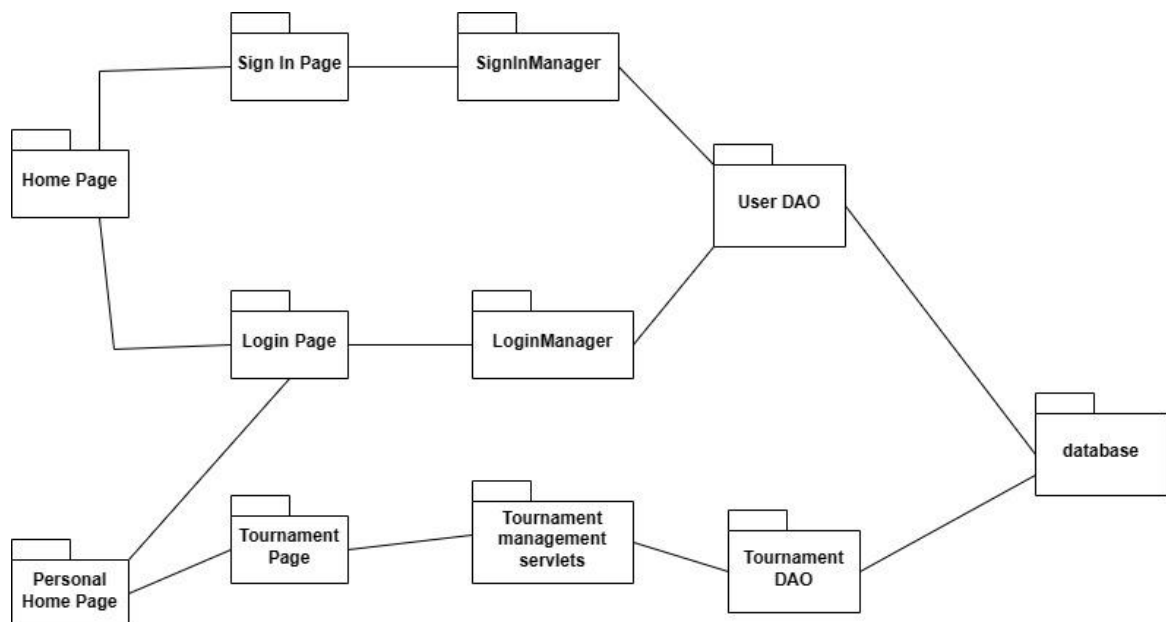 Sign In Page
SignInManager
Home Page
User DAO
Login Page
LoginManager
database
Tournament
Page
Tournament
management
servlets
Tournament
DAO
Personal
Home Page